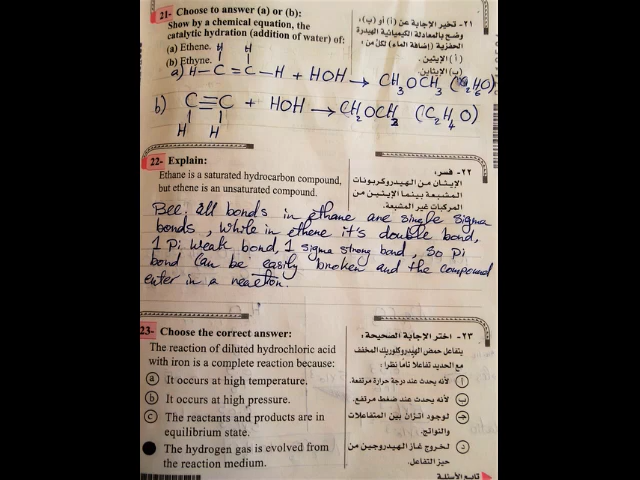 21- Choose to answer (a) or (b):
Show by a chemical equation, the
catalytic hydration (addition of water) of:
(a) Ethene.
(b) Ethyne.
٢١- تخير الإجابة عن (أ) أو (ب):
وضح بالمعادلة الكيميائية الهيدرة
الحفزية (إضافة الماء) لكل من:
(أ) الإيثين.
(ب) الإيثاين.
H H
a) H-C=C-H + HOH → CH3OCH3 (C2H6O)
b) C≡C + HOH → CH2OCH2 (C2H4O)
H H
22- Explain:
Ethane is a saturated hydrocarbon compound,
but ethene is an unsaturated compound.
٢٢- فسر:
الإيثان من الهيدروكربونات
المشبعة بينما الإيثين من
المركبات غير المشبعة.
Bec. all bonds in ethane are single sigma
bonds, while in ethene it's double bond,
1 Pi weak bond, 1 sigma strong bond, so Pi
bond can be easily broken and the compound
enter in a reaction.
23- Choose the correct answer:
The reaction of diluted hydrochloric acid
with iron is a complete reaction because:
a It occurs at high temperature.
b It occurs at high pressure.
c The reactants and products are in
equilibrium state.
The hydrogen gas is evolved from
the reaction medium.
٢٣- اختر الإجابة الصحيحة:
يتفاعل حمض الهيدروكلوريك المخفف
مع الحديد تفاعلاً تاماً نظراً:
أ لأنه يحدث عند درجة حرارة مرتفعة.
ب لأنه يحدث عند ضغط مرتفع.
ج لوجود اتزان بين المتفاعلات
والنواتج.
د لخروج غاز الهيدروجين من
حيز التفاعل.
تابع الأسئلة